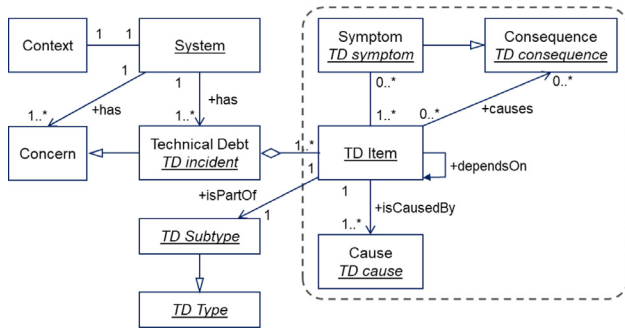 Context
1
1
System
1
+has
1..*
1
+has
1..*
Concern
Technical Debt
TD incident
1..*
TD Item
1
+isPartOf
1
TD Subtype
TD Type
Symptom
TD symptom
0..*
1..*
Consequence
TD consequence
0..*
+causes
0..*
+dependsOn
1
+isCausedBy
1..*
Cause
TD cause